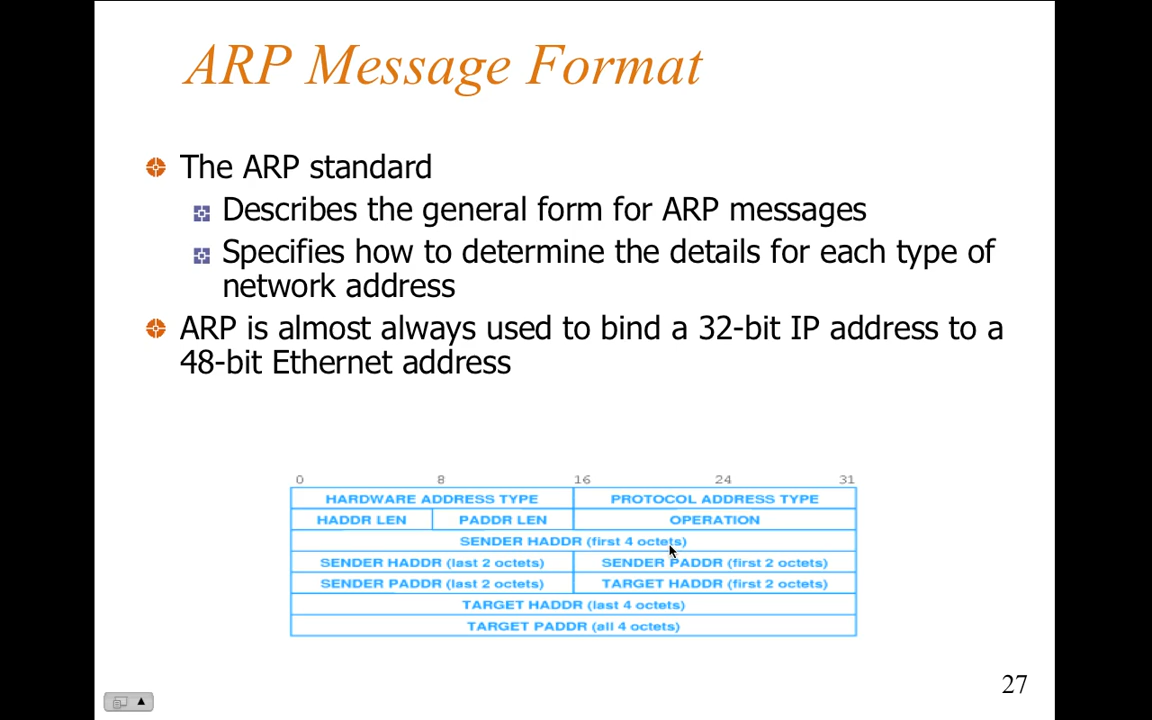 ARP Message Format
The ARP standard
Describes the general form for ARP messages
Specifies how to determine the details for each type of
network address
ARP is almost always used to bind a 32-bit IP address to a
48-bit Ethernet address
0 8 16 24 31
HARDWARE ADDRESS TYPE PROTOCOL ADDRESS TYPE
HADDR LEN PADDR LEN OPERATION
SENDER HADDR (first 4 octets)
SENDER HADDR (last 2 octets) SENDER PADDR (first 2 octets)
SENDER PADDR (last 2 octets) TARGET HADDR (first 2 octets)
TARGET HADDR (last 4 octets)
TARGET PADDR (all 4 octets)
27